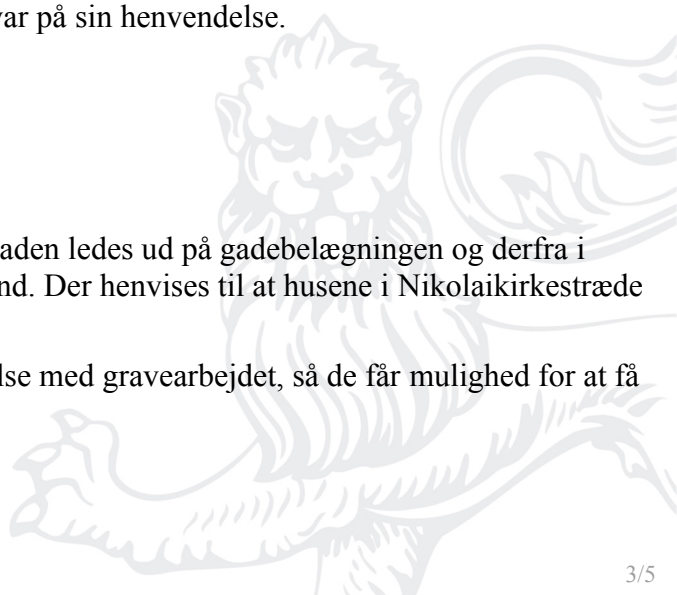 var på sin henvendelse.
aden ledes ud på gadebelægningen og derfra i
nd. Der henvises til at husene i Nikolaikirkestræde
lse med gravearbejdet, så de får mulighed for at få
3/5